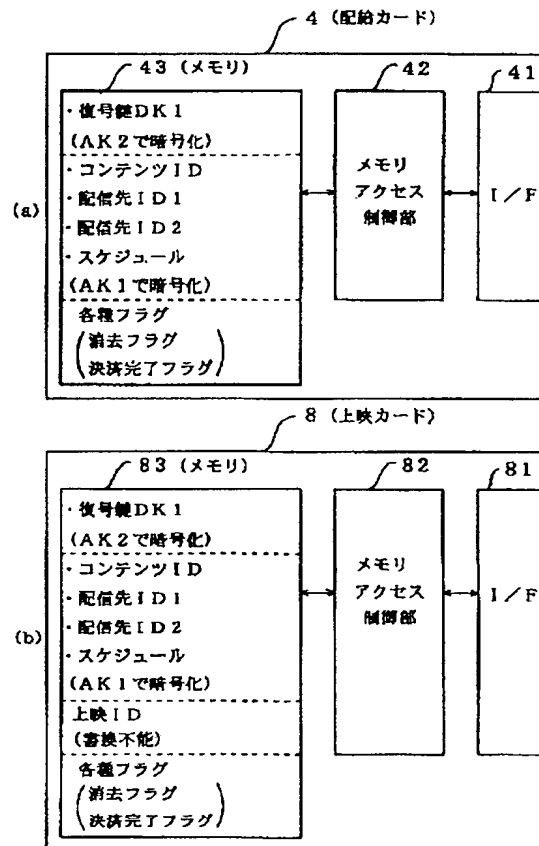 4 (配給カード)
43 (メモリ)
42
41
・復号鍵DK1
(AK2で暗号化)
・コンテンツID
・配信先ID1
・配信先ID2
・スケジュール
(AK1で暗号化)
各種フラグ
(消去フラグ
決済完了フラグ)
メモリ
アクセス
制御部
I/F
(a)
8 (上映カード)
83 (メモリ)
82
81
・復号鍵DK1
(AK2で暗号化)
・コンテンツID
・配信先ID1
・配信先ID2
・スケジュール
(AK1で暗号化)
上映ID
(書換不能)
各種フラグ
(消去フラグ
決済完了フラグ)
メモリ
アクセス
制御部
I/F
(b)